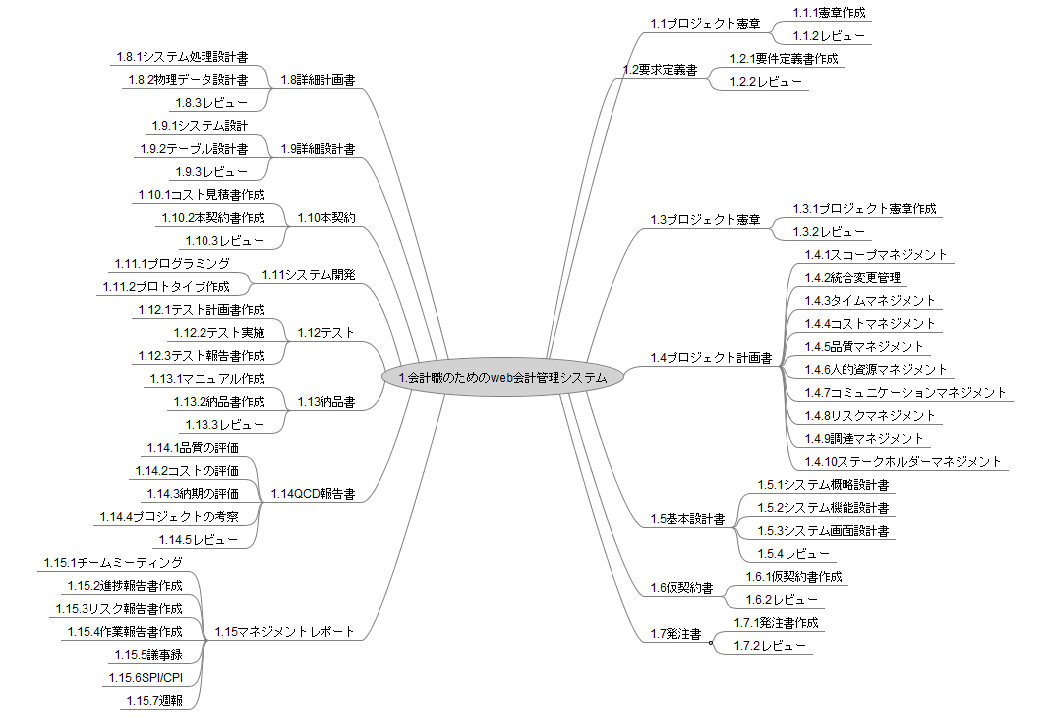 1.会計職のためのweb会計管理システム
1.1プロジェクト憲章
1.1.1憲章作成
1.1.2レビュー
1.2要求定義書
1.2.1要件定義書作成
1.2.2レビュー
1.3プロジェクト憲章
1.3.1プロジェクト憲章作成
1.3.2レビュー
1.4プロジェクト計画書
1.4.1スコープマネジメント
1.4.2統合変更管理
1.4.3タイムマネジメント
1.4.4コストマネジメント
1.4.5品質マネジメント
1.4.6人的資源マネジメント
1.4.7コミュニケーションマネジメント
1.4.8リスクマネジメント
1.4.9調達マネジメント
1.4.10ステークホルダーマネジメント
1.5基本設計書
1.5.1システム概略設計書
1.5.2システム機能設計書
1.5.3システム画面設計書
1.5.4レビュー
1.6仮契約書
1.6.1仮契約書作成
1.6.2レビュー
1.7発注書
1.7.1発注書作成
1.7.2レビュー
1.8詳細計画書
1.8.1システム処理設計書
1.8.2物理データ設計書
1.8.3レビュー
1.9詳細設計書
1.9.1システム設計
1.9.2テーブル設計書
1.9.3レビュー
1.10本契約
1.10.1コスト見積書作成
1.10.2本契約書作成
1.10.3レビュー
1.11システム開発
1.11.1プログラミング
1.11.2プロトタイプ作成
1.12テスト
1.12.1テスト計画書作成
1.12.2テスト実施
1.12.3テスト報告書作成
1.13納品書
1.13.1マニュアル作成
1.13.2納品書作成
1.13.3レビュー
1.14QCD報告書
1.14.1品質の評価
1.14.2コストの評価
1.14.3納期の評価
1.14.4プコジェクトの考察
1.14.5レビュー
1.15マネジメントレポート
1.15.1チームミーティング
1.15.2進捗報告書作成
1.15.3リスク報告書作成
1.15.4作業報告書作成
1.15.5議事録
1.15.6SPI/CPI
1.15.7週報